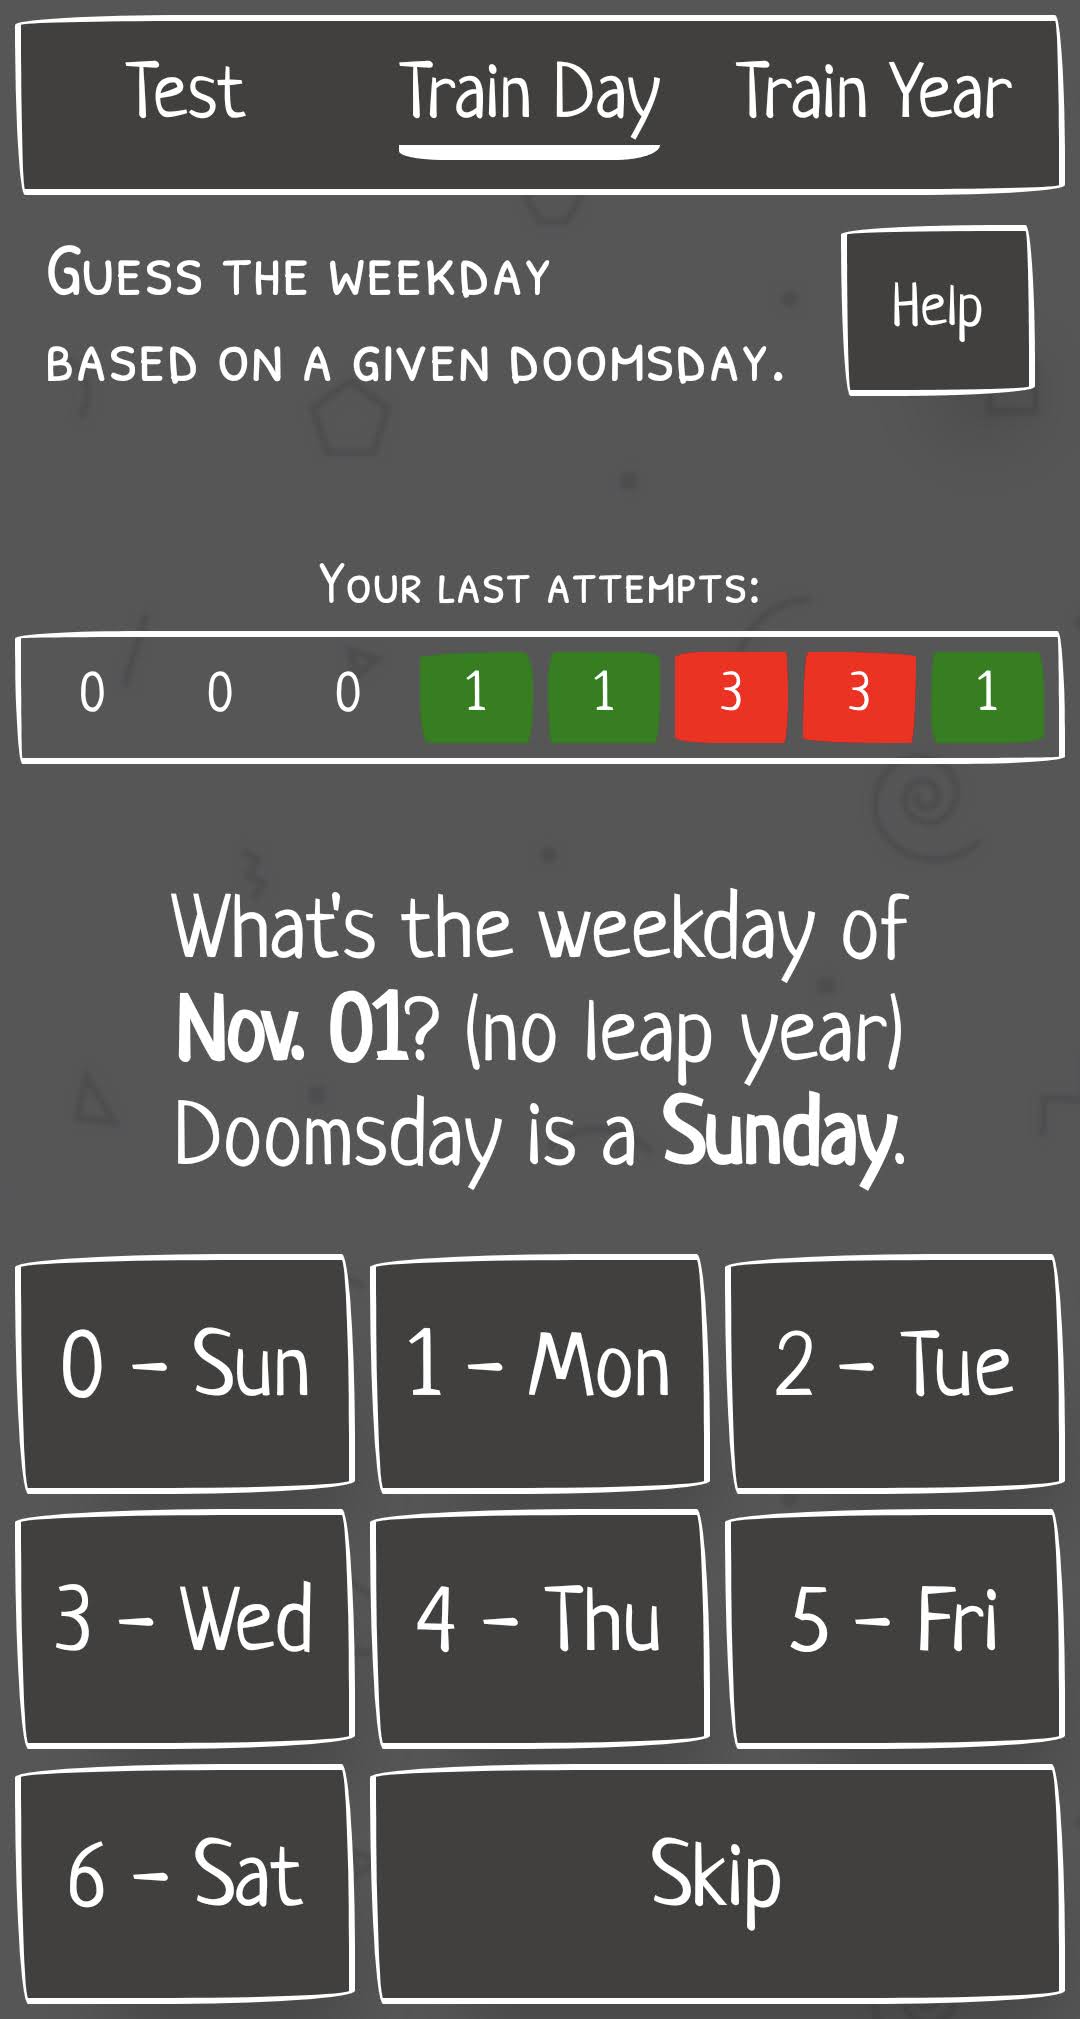 Test Train Day Train Year
Guess the weekday
based on a given doomsday.
Help
Your last attempts:
0 0 0 1 1 3 3 1
What's the weekday of
Nov. 01? (no leap year)
Doomsday is a Sunday.
0 - Sun 1 - Mon 2 - Tue
3 - Wed 4 - Thu 5 - Fri
6 - Sat Skip